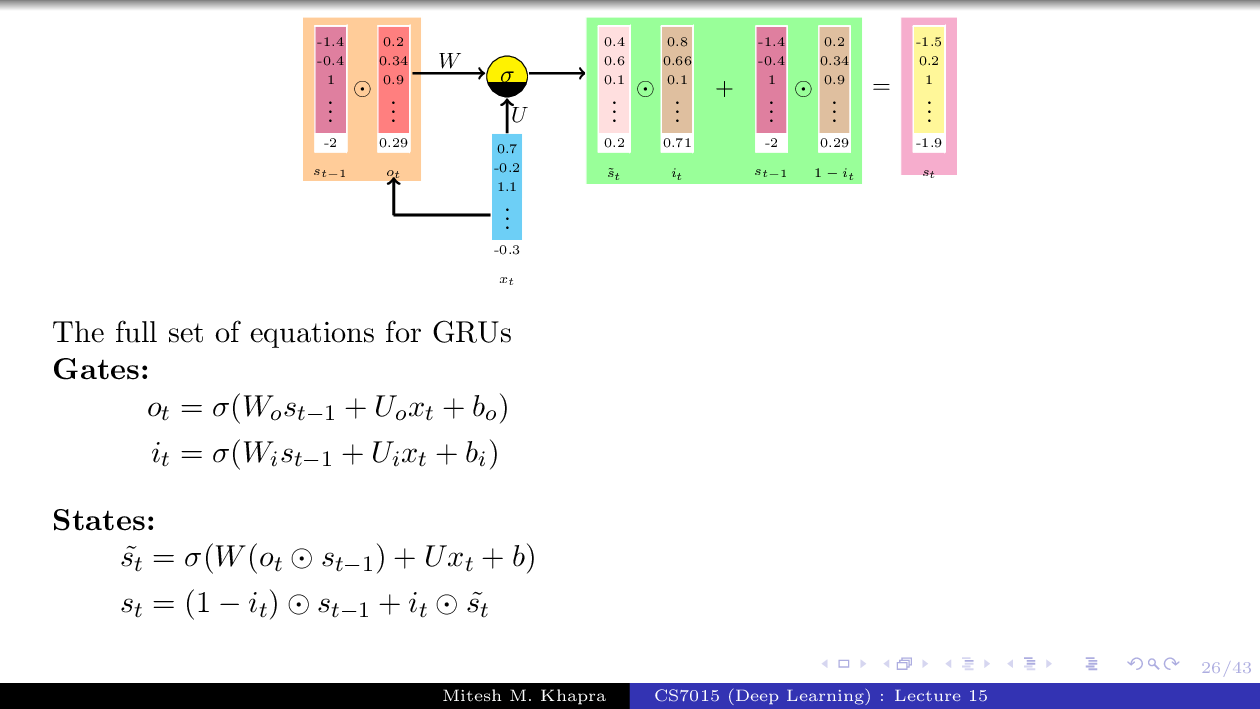 -1.4 0.2 0.4 0.8 -1.4 0.2 -1.5
-0.4 0.34 W σ 0.6 0.66 -0.4 0.34 0.2
1 ⊙ 0.9 0.1 ⊙ 0.1 + 1 ⊙ 0.9 = 1
⋮ ⋮ U ⋮ ⋮ ⋮ ⋮ ⋮
-2 0.29 0.7 0.2 0.71 -2 0.29 -1.9
s_{t−1} o_t -0.2 s̃_t i_t s_{t−1} 1 − i_t s_t
1.1
⋮
-0.3
x_t
The full set of equations for GRUs
Gates:
o_t = σ(W_o s_{t−1} + U_o x_t + b_o)
i_t = σ(W_i s_{t−1} + U_i x_t + b_i)
States:
s̃_t = σ(W(o_t ⊙ s_{t−1}) + U x_t + b)
s_t = (1 − i_t) ⊙ s_{t−1} + i_t ⊙ s̃_t
26/43
Mitesh M. Khapra CS7015 (Deep Learning) : Lecture 15